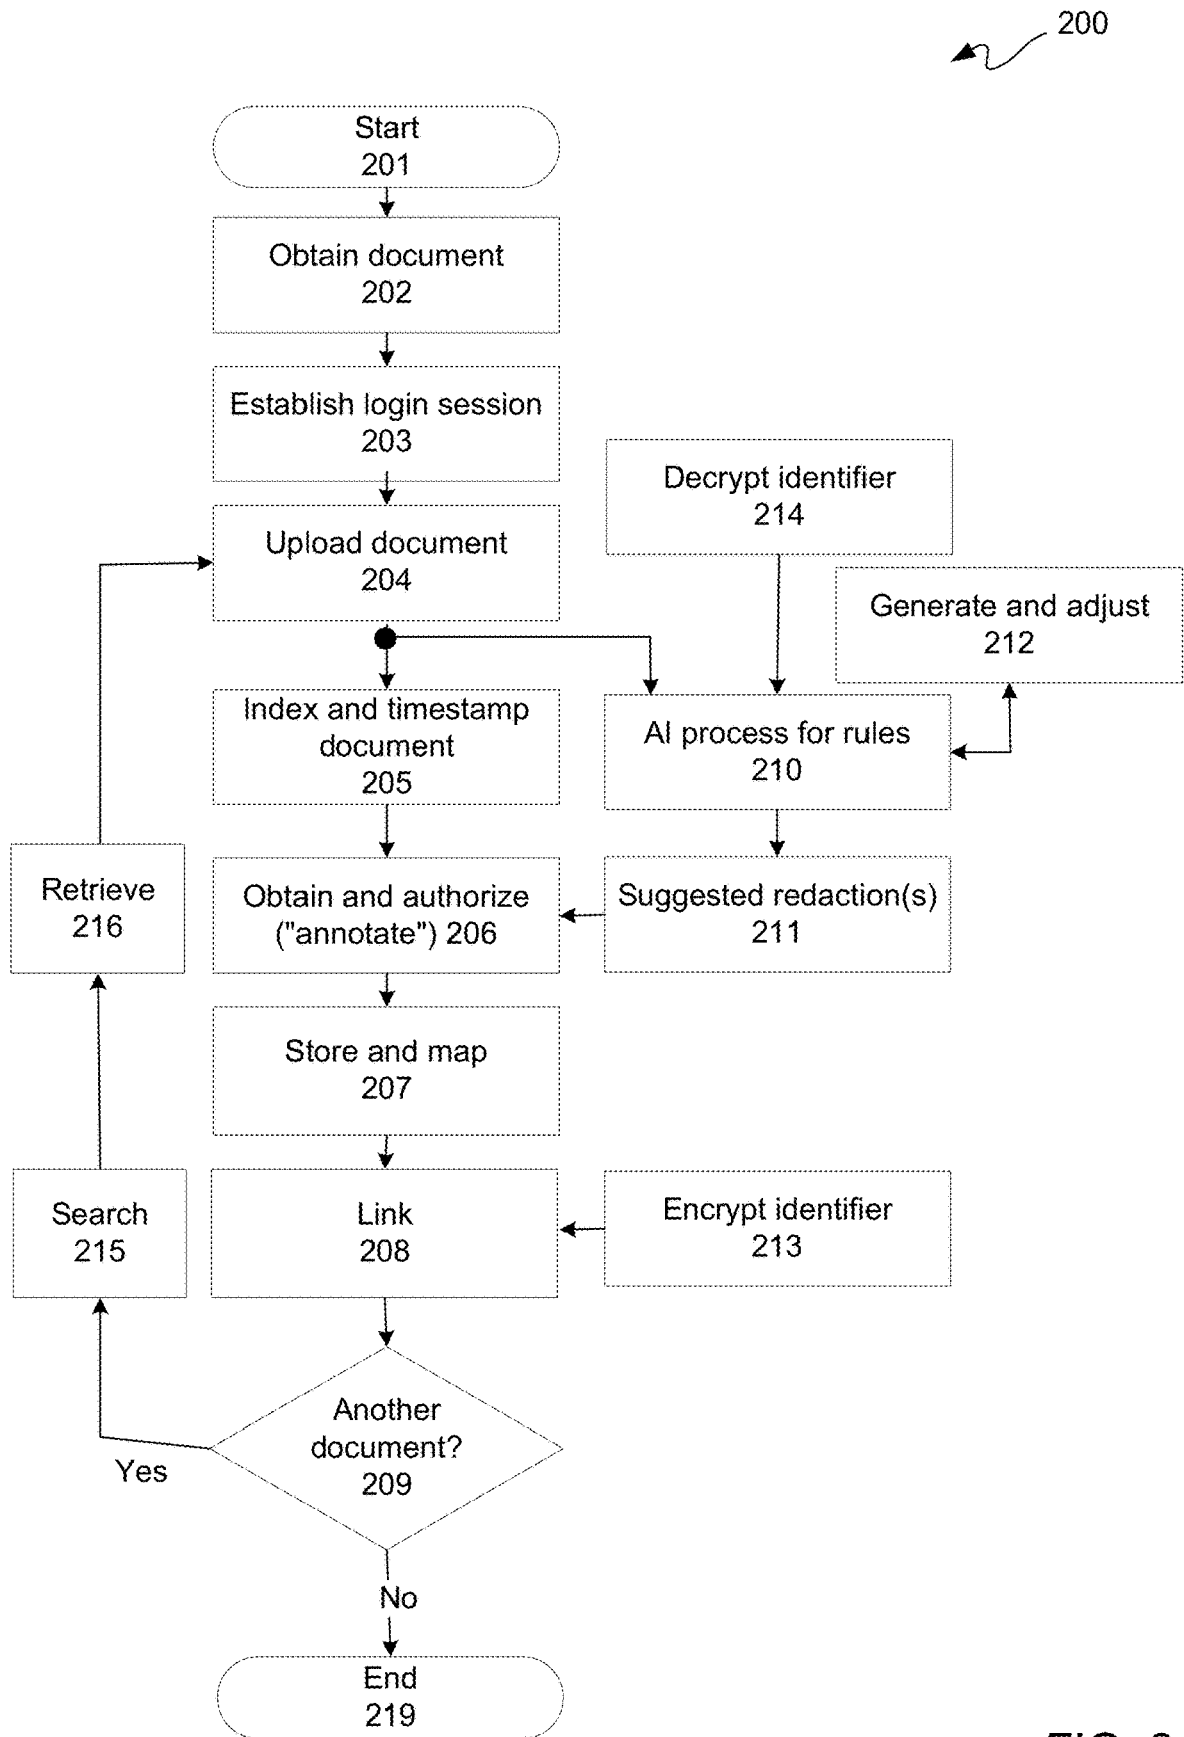 200
Start
201
Obtain document
202
Establish login session
203
Decrypt identifier
214
Upload document
204
Generate and adjust
212
Index and timestamp
document
205
AI process for rules
210
Retrieve
216
Obtain and authorize
("annotate") 206
Suggested redaction(s)
211
Store and map
207
Search
215
Link
208
Encrypt identifier
213
Another
document?
209
Yes
No
End
219